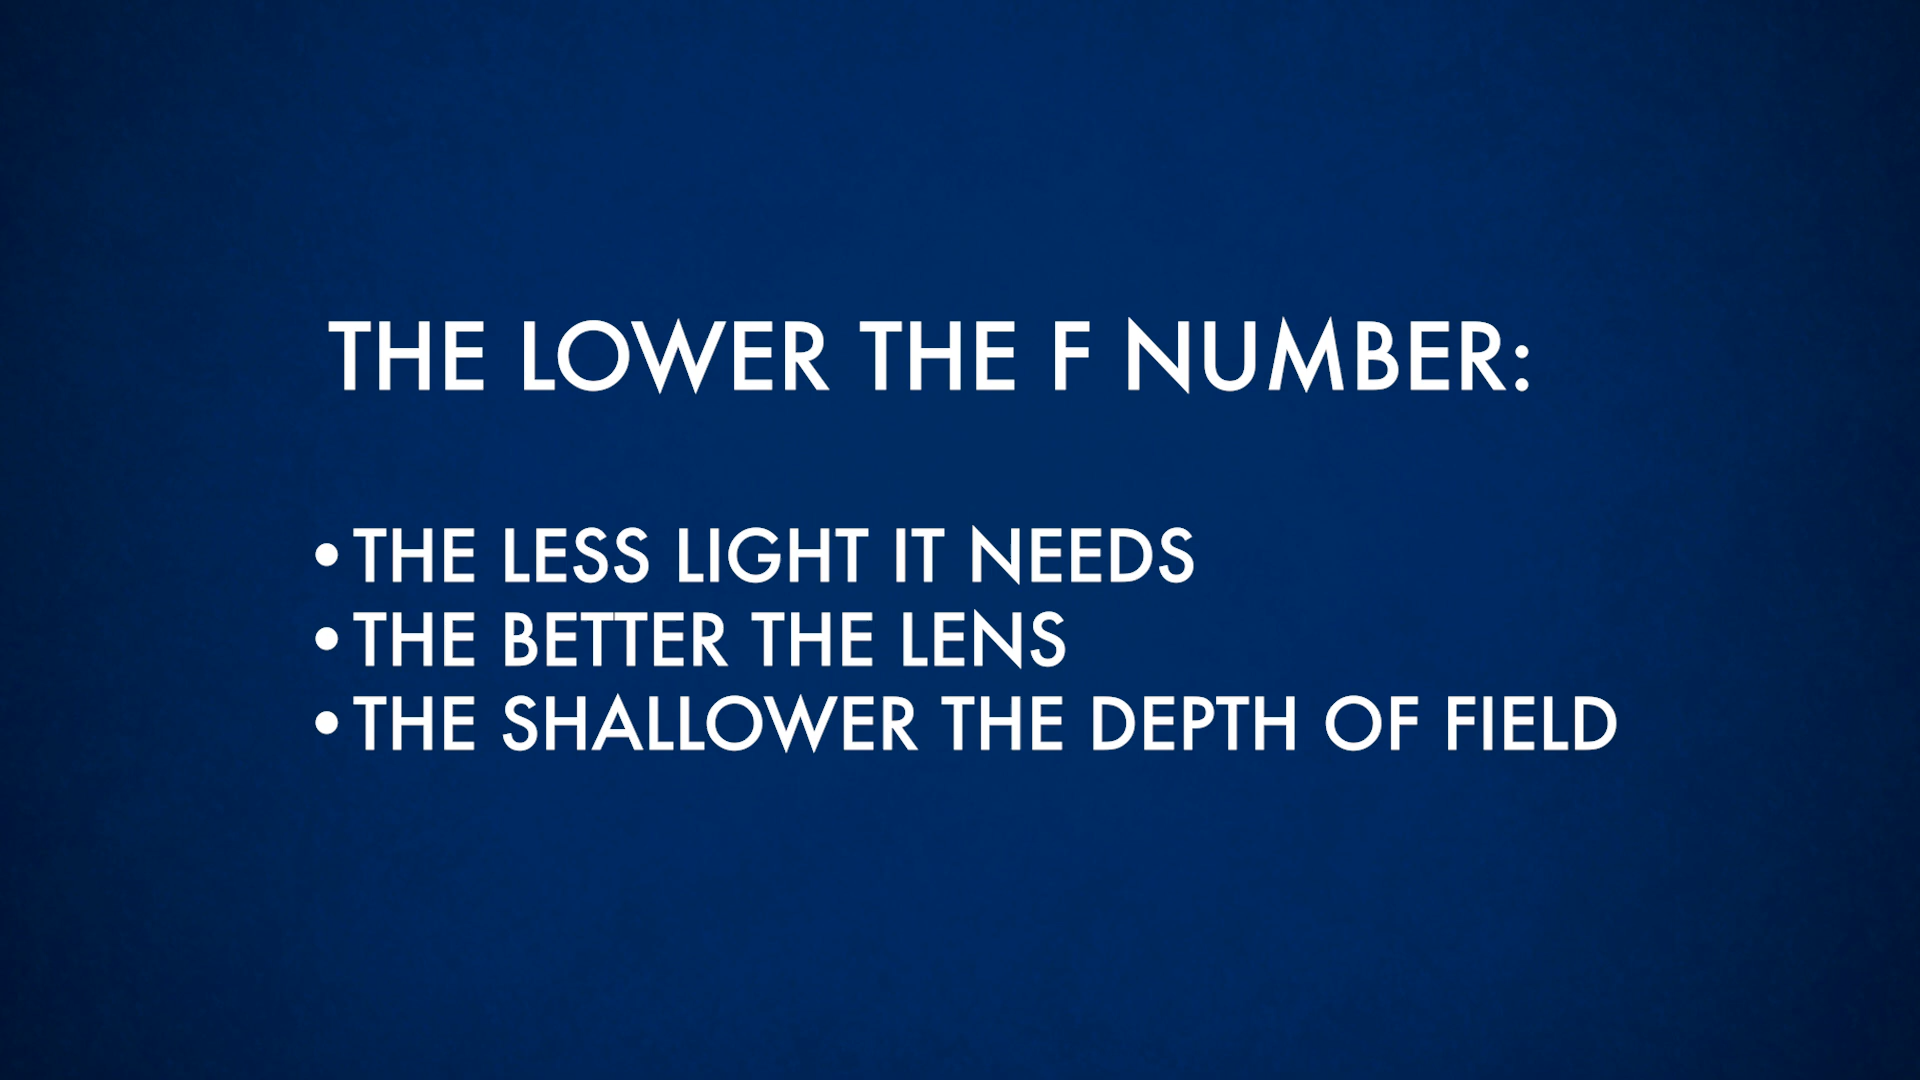 THE LOWER THE F NUMBER:
•THE LESS LIGHT IT NEEDS
•THE BETTER THE LENS
•THE SHALLOWER THE DEPTH OF FIELD